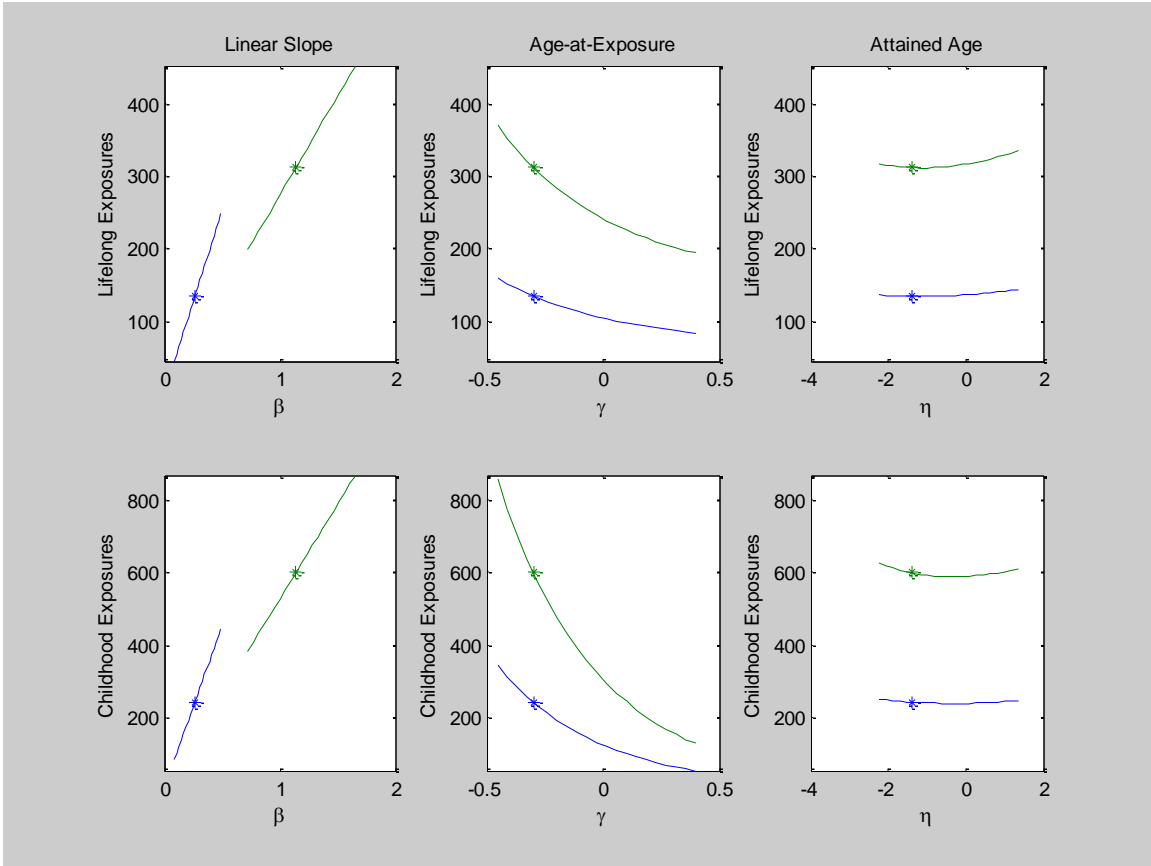 Linear Slope
Age-at-Exposure
Attained Age
Lifelong Exposures
400
300
200
100
0
1
2
β
Lifelong Exposures
400
300
200
100
-0.5
0
0.5
γ
Lifelong Exposures
400
300
200
100
-4
-2
0
2
η
Childhood Exposures
800
600
400
200
0
1
2
β
Childhood Exposures
800
600
400
200
-0.5
0
0.5
γ
Childhood Exposures
800
600
400
200
-4
-2
0
2
η